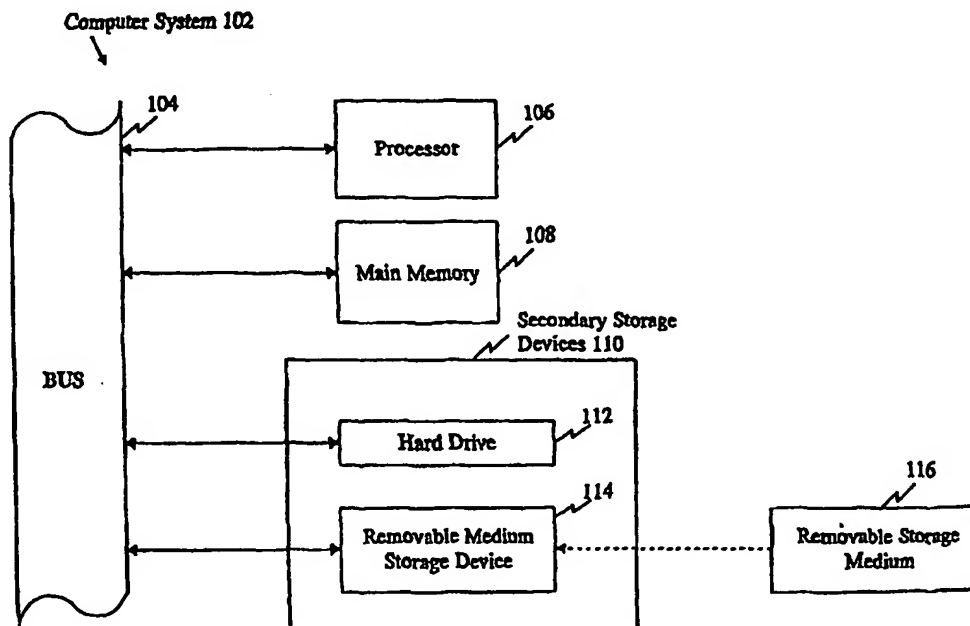 Computer System 102
104
106
Processor
108
Main Memory
Secondary Storage
Devices 110
BUS
112
Hard Drive
114
116
Removable Medium
Storage Device
Removable Storage
Medium